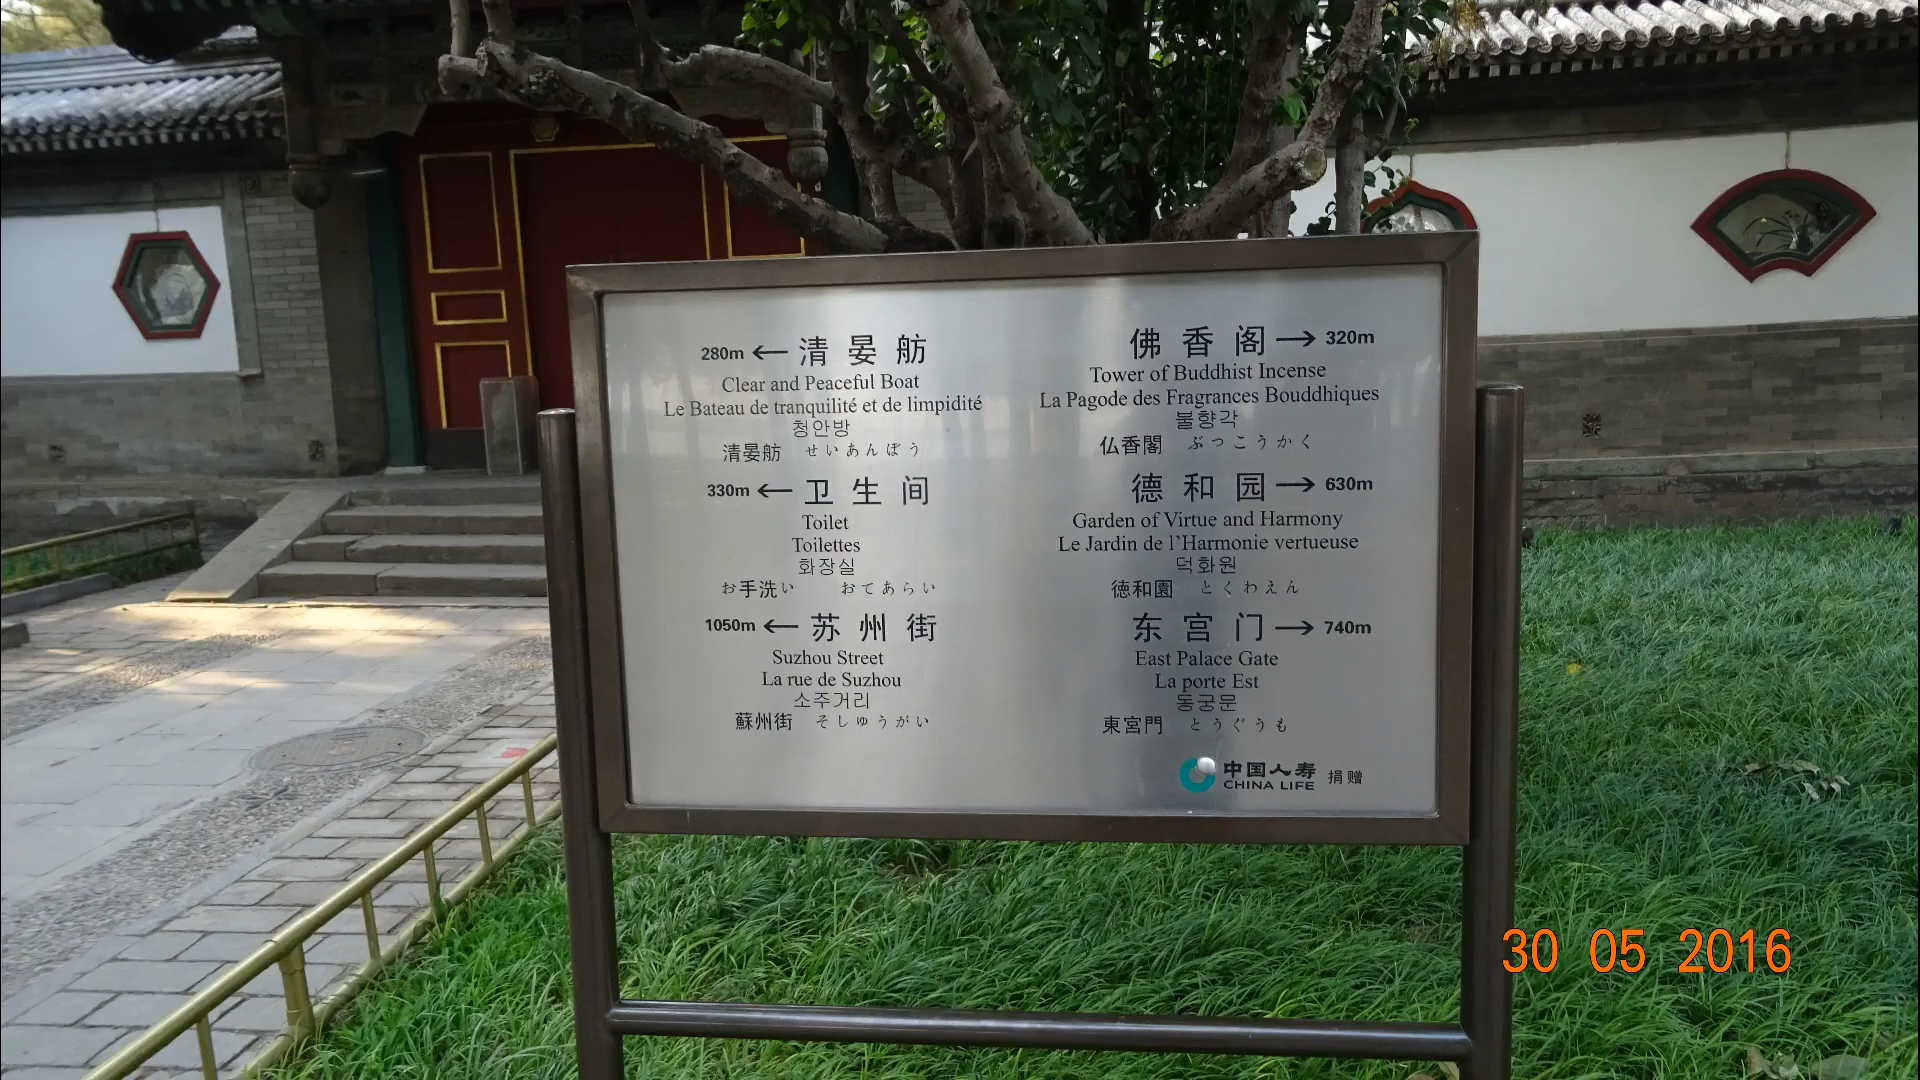 280m ← 清晏舫
Clear and Peaceful Boat
Le Bateau de tranquilité et de limpidité
청안방
清晏舫 せいあんぼう
330m ← 卫生间
Toilet
Toilettes
화장실
お手洗い おてあらい
1050m ← 苏州街
Suzhou Street
La rue de Suzhou
소주거리
蘇州街 そしゆうがい
佛香阁 → 320m
Tower of Buddhist Incense
La Pagode des Fragrances Bouddhiques
불향각
仏香閣 ぶつこうかく
德和园 → 630m
Garden of Virtue and Harmony
Le Jardin de l'Harmonie vertueuse
덕화원
徳和園 とくわえん
东宫门 → 740m
East Palace Gate
La porte Est
동궁문
東宮門 とうぐうも
中国人寿 捐赠
CHINA LIFE
30 05 2016